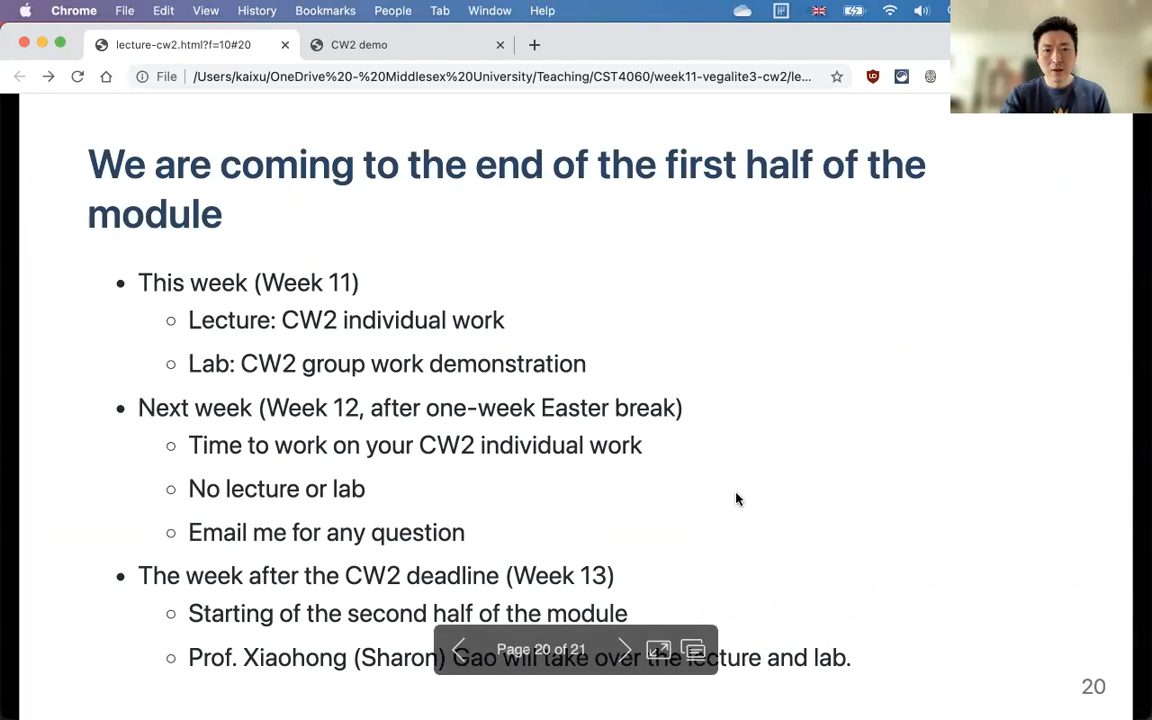 Chrome File Edit View History Bookmarks People Tab Window Help
lecture-cw2.html?f=10#20
CW2 demo
File
/Users/kaixu/OneDrive%20-%20Middlesex%20University/Teaching/CST4060/week11-vegalite3-cw2/le...
We are coming to the end of the first half of the
module
• This week (Week 11)
○ Lecture: CW2 individual work
○ Lab: CW2 group work demonstration
• Next week (Week 12, after one-week Easter break)
○ Time to work on your CW2 individual work
○ No lecture or lab
○ Email me for any question
• The week after the CW2 deadline (Week 13)
○ Starting of the second half of the module
Page 20 of 21
○ Prof. Xiaohong (Sharon) Gao will take over the lecture and lab.
20